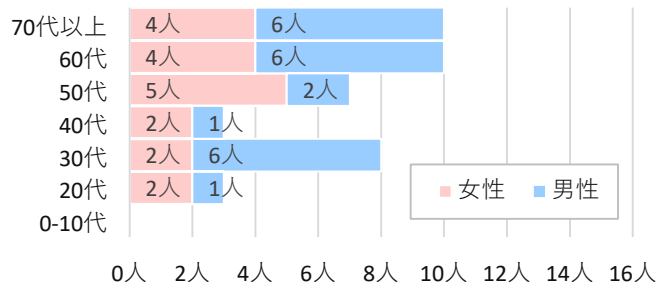 70代以上 4人 6人
60代 4人 6人
50代 5人 2人
40代 2人 1人
30代 2人 6人
20代 2人 1人
0-10代
女性 男性
0人 2人 4人 6人 8人 10人 12人 14人 16人